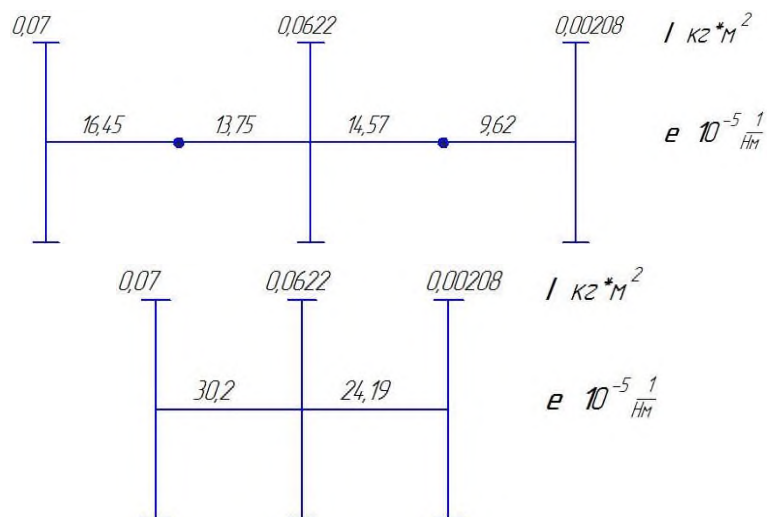 0,07 0,0622 0,00208 I кг*м²
16,45 13,75 14,57 9,62 e 10⁻⁵ 1/Нм
0,07 0,0622 0,00208 I кг*м²
30,2 24,19 e 10⁻⁵ 1/Нм